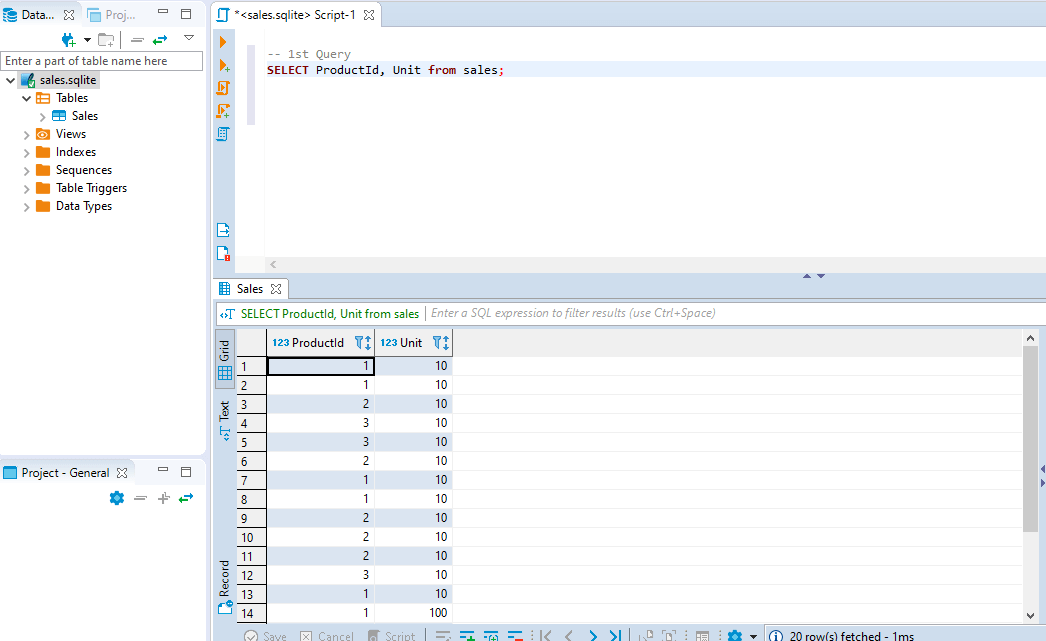 Data...
Proj...
*<sales.sqlite> Script-1
Enter a part of table name here
sales.sqlite
Tables
Sales
Views
Indexes
Sequences
Table Triggers
Data Types
-- 1st Query
SELECT ProductId, Unit from sales;
Sales
SELECT ProductId, Unit from sales
Enter a SQL expression to filter results (use Ctrl+Space)
Grid
Text
Record
123 ProductId 123 Unit
1 1 10
2 1 10
3 2 10
4 3 10
5 3 10
6 2 10
7 1 10
8 1 10
9 2 10
10 2 10
11 2 10
12 3 10
13 1 10
14 1 100
Project - General
Save Cancel Script
20 row(s) fetched - 1ms